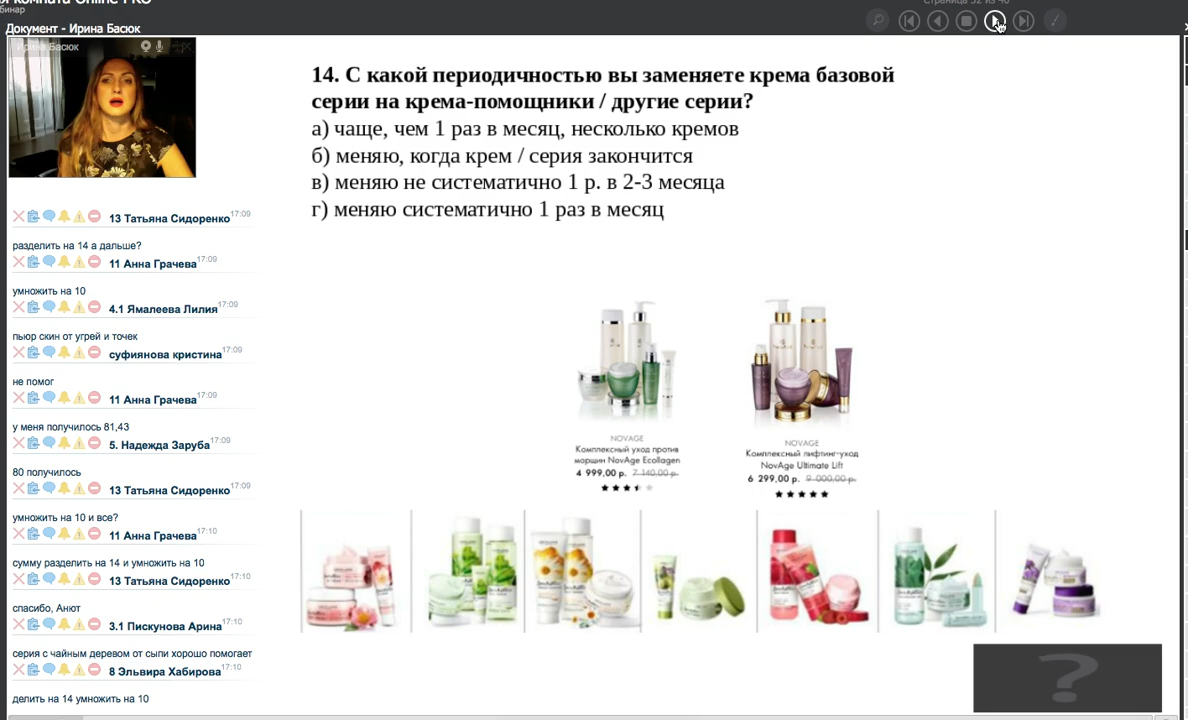 Документ - Ирина Басюк
Ирина Басюк
14. С какой периодичностью вы заменяете крема базовой
серии на крема-помощники / другие серии?
а) чаще, чем 1 раз в месяц, несколько кремов
б) меняю, когда крем / серия закончится
в) меняю не систематично 1 р. в 2-3 месяца
г) меняю систематично 1 раз в месяц
NOVAGE
Комплексный уход против
морщин NovAge Ecollagen
4 999,00 р. 7 140,00 р.
NOVAGE
Комплексный лифтинг-уход
NovAge Ultimate Lift
6 299,00 р. 9 000,00 р.
13 Татьяна Сидоренко 17:09
разделить на 14 а дальше?
11 Анна Грачева 17:09
умножить на 10
4.1 Ямалеева Лилия 17:09
пьюр скин от угрей и точек
суфиянова кристина 17:09
не помог
11 Анна Грачева 17:09
у меня получилось 81,43
5. Надежда Заруба 17:09
80 получилось
13 Татьяна Сидоренко 17:09
умножить на 10 и все?
11 Анна Грачева 17:10
сумму разделить на 14 и умножить на 10
13 Татьяна Сидоренко 17:10
спасибо, Анют
3.1 Пискунова Арина 17:10
серия с чайным деревом от сыпи хорошо помогает
8 Эльвира Хабирова 17:10
делить на 14 умножить на 10
?